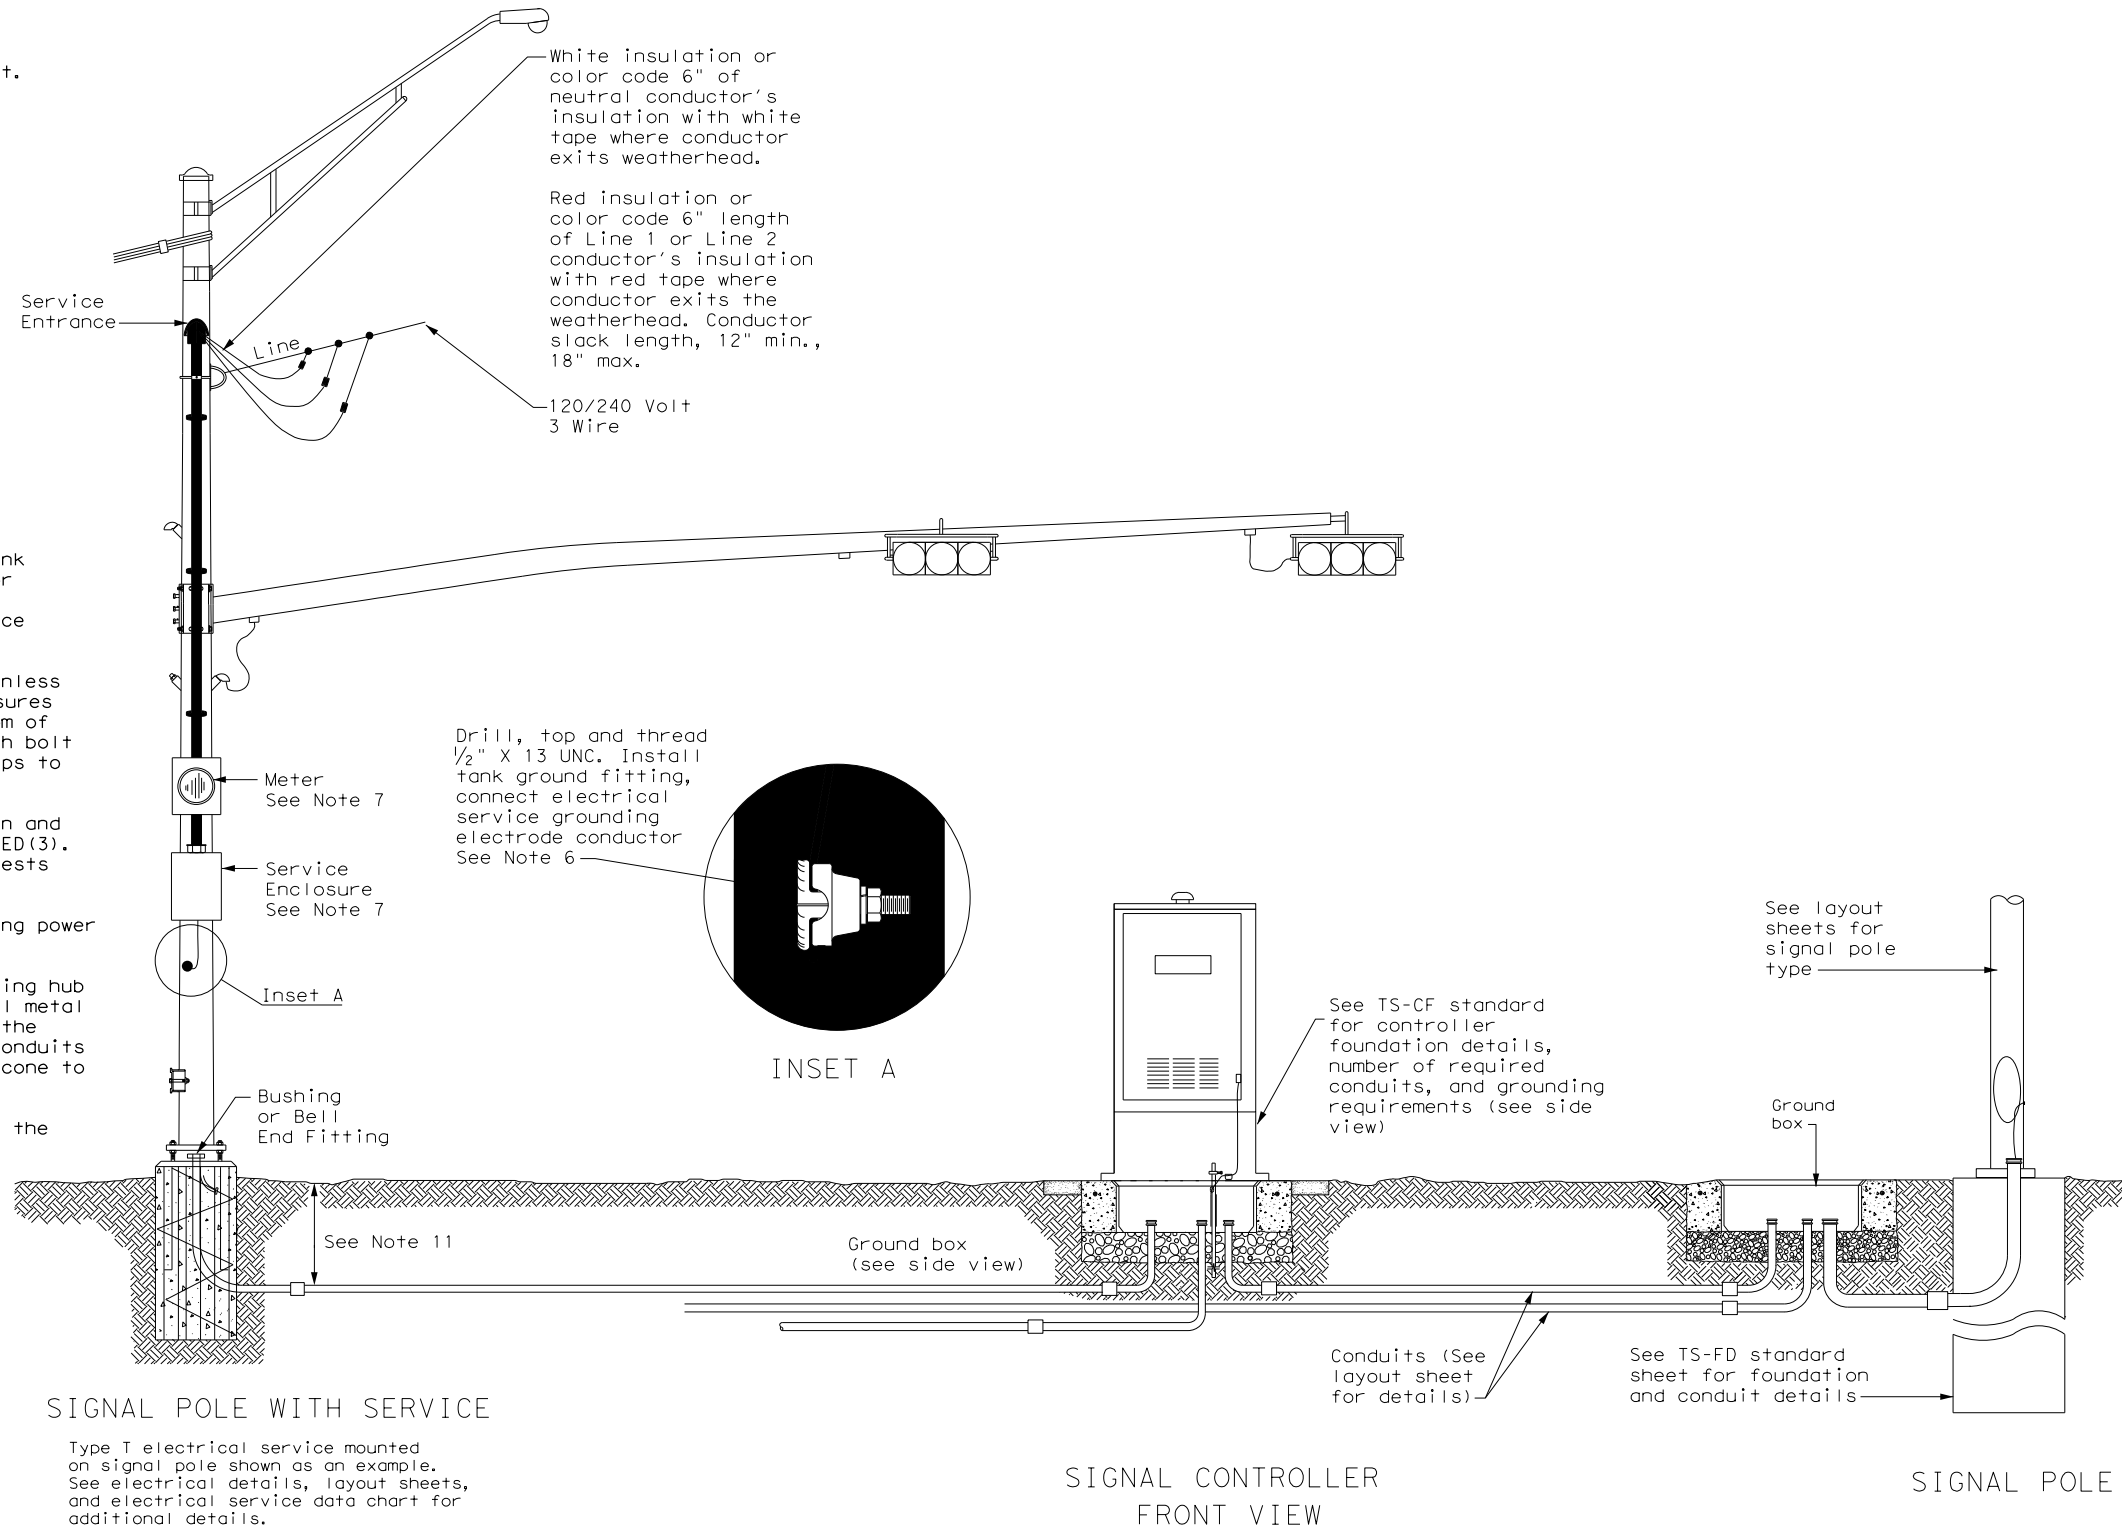 t.
White insulation or
color code 6" of
neutral conductor's
insulation with white
tape where conductor
exits weatherhead.
Red insulation or
color code 6" length
of Line 1 or Line 2
conductor's insulation
with red tape where
conductor exits the
weatherhead. Conductor
slack length, 12" min.,
18" max.
Service
Entrance
Line
120/240 Volt
3 Wire
nk
r
ce
nless
sures
m of
h bolt
ps to
n and
ED(3).
ests
ng power
ing hub
l metal
the
onduits
cone to
the
Drill, top and thread
1/2" X 13 UNC. Install
tank ground fitting,
connect electrical
service grounding
electrode conductor
See Note 6
Meter
See Note 7
Service
Enclosure
See Note 7
Inset A
INSET A
Bushing
or Bell
End Fitting
See layout
sheets for
signal pole
type
See TS-CF standard
for controller
foundation details,
number of required
conduits, and grounding
requirements (see side
view)
Ground
box
See Note 11
Ground box
(see side view)
Conduits (See
layout sheet
for details)
See TS-FD standard
sheet for foundation
and conduit details
SIGNAL POLE WITH SERVICE
Type T electrical service mounted
on signal pole shown as an example.
See electrical details, layout sheets,
and electrical service data chart for
additional details.
SIGNAL CONTROLLER
FRONT VIEW
SIGNAL POLE